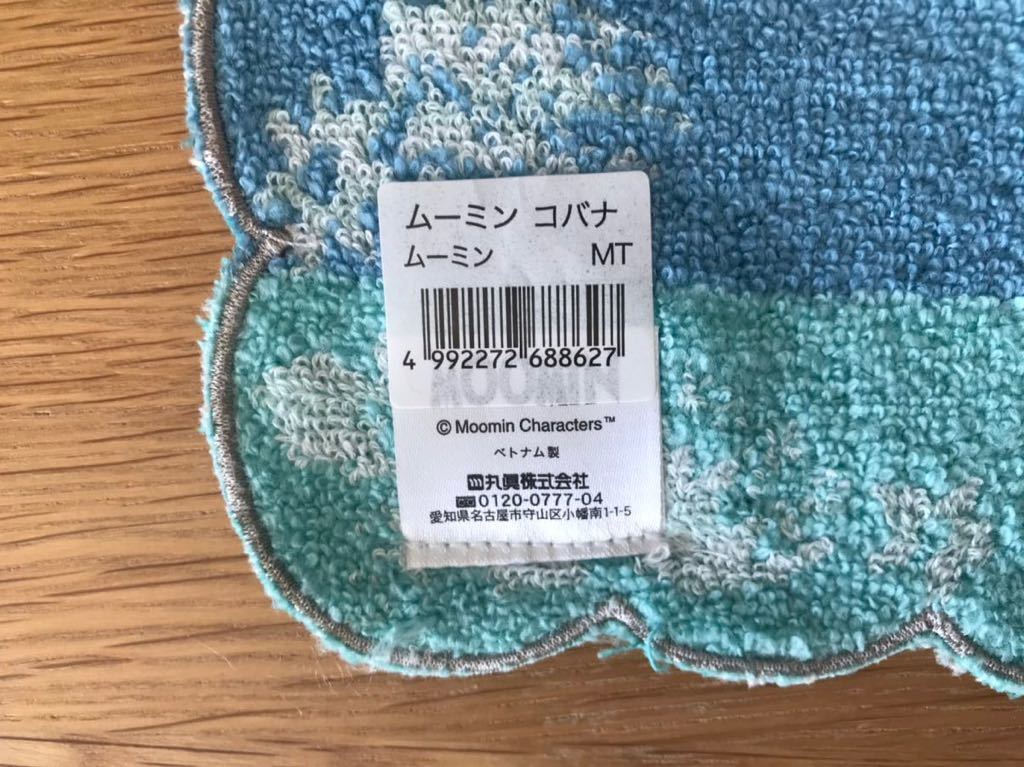 ムーミン コバナ
ムーミン MT
4 992272 688627
MOOMIN
© Moomin Characters™
ベトナム製
丸眞株式会社
0120-0777-04
愛知県名古屋市守山区小幡南1-1-5